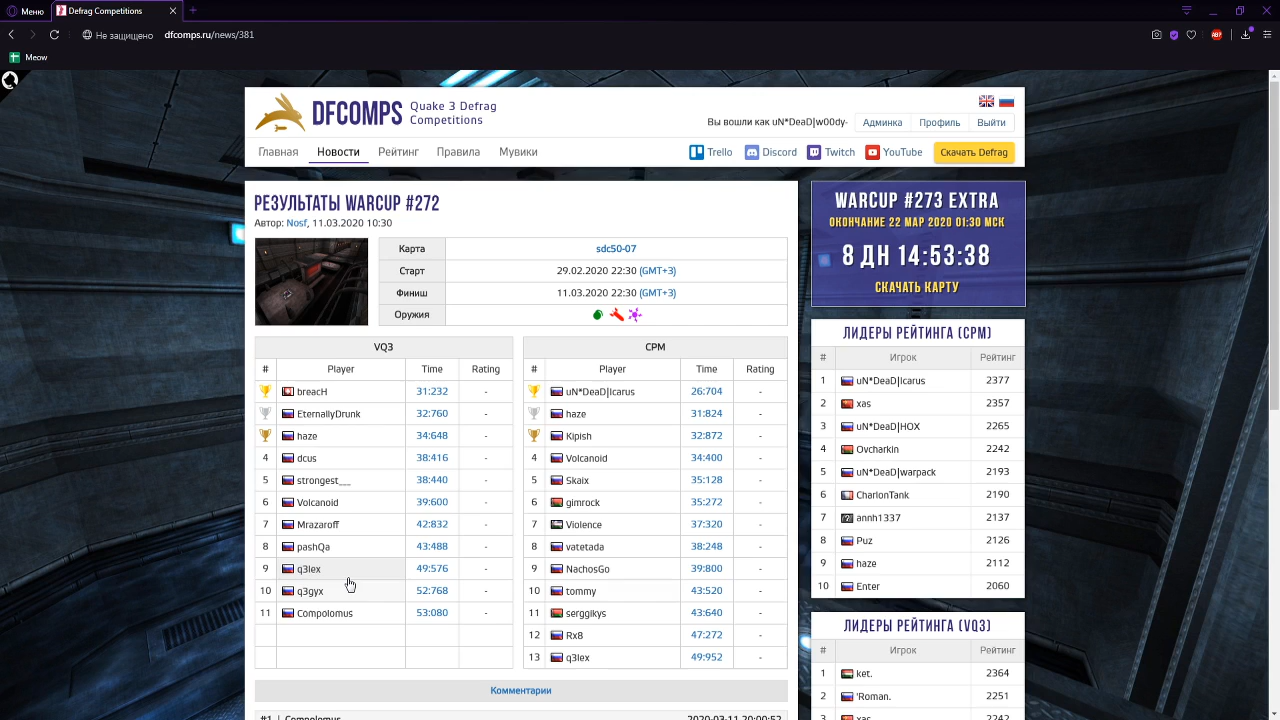 Меню
Defrag Competitions
Не защищено dfcomps.ru/news/381
Meow
DFCOMPS Quake 3 Defrag
Competitions
Вы вошли как uN*DeaD|w00dy- Админка Профиль Выйти
Главная Новости Рейтинг Правила Мувики Trello Discord Twitch YouTube Скачать Defrag
РЕЗУЛЬТАТЫ WARCUP #272
Автор: Nosf, 11.03.2020 10:30
Карта sdc50-07
Старт 29.02.2020 22:30 (GMT+3)
Финиш 11.03.2020 22:30 (GMT+3)
Оружия
VQ3
# Player Time Rating
breacH 31:232 -
EternallyDrunk 32:760 -
haze 34:648 -
4 dcus 38:416 -
5 strongest___ 38:440 -
6 Volcanoid 39:600 -
7 Mrazaroff 42:832 -
8 pashQa 43:488 -
9 q3lex 49:576 -
10 q3gyx 52:768 -
11 Compolomus 53:080 -
CPM
# Player Time Rating
uN*DeaD|Icarus 26:704 -
haze 31:824 -
Kipish 32:872 -
4 Volcanoid 34:400 -
5 Skaix 35:128 -
6 gimrock 35:272 -
7 Violence 37:320 -
8 vatetada 38:248 -
9 NachosGo 39:800 -
10 tommy 43:520 -
11 serggikys 43:640 -
12 Rx8 47:272 -
13 q3lex 49:952 -
Комментарии
#1 | Compolomus 2020-03-11 20:00:52
WARCUP #273 EXTRA
ОКОНЧАНИЕ 22 МАР 2020 01:30 МСК
8 ДН 14:53:38
СКАЧАТЬ КАРТУ
ЛИДЕРЫ РЕЙТИНГА (CPM)
# Игрок Рейтинг
1 uN*DeaD|Icarus 2377
2 xas 2357
3 uN*DeaD|HOX 2265
4 Ovcharkin 2242
5 uN*DeaD|warpack 2193
6 CharlonTank 2190
7 annh1337 2137
8 Puz 2126
9 haze 2112
10 Enter 2060
ЛИДЕРЫ РЕЙТИНГА (VQ3)
# Игрок Рейтинг
1 ket. 2364
2 'Roman. 2251
3 xas 2242